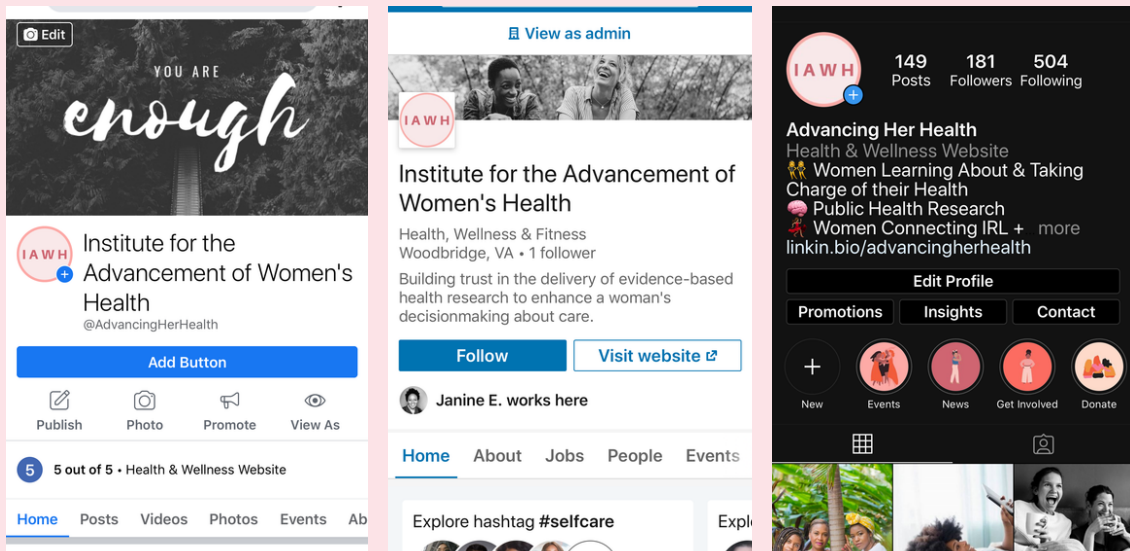 Edit
YOU ARE
enough
IAWH
Institute for the
Advancement of Women's
Health
@AdvancingHerHealth
Add Button
Publish
Photo
Promote
View As
5
5 out of 5 • Health & Wellness Website
Home
Posts
Videos
Photos
Events
Ab
View as admin
IAWH
Institute for the Advancement of
Women's Health
Health, Wellness & Fitness
Woodbridge, VA • 1 follower
Building trust in the delivery of evidence-based
health research to enhance a woman's
decisionmaking about care.
Follow
Visit website
Janine E. works here
Home
About
Jobs
People
Events
Explore hashtag #selfcare
Expl
IAWH
149
Posts
181
Followers
504
Following
Advancing Her Health
Health & Wellness Website
👯 Women Learning About & Taking
Charge of their Health
🧠 Public Health Research
💃 Women Connecting IRL + more
linkin.bio/advancingherhealth
Edit Profile
Promotions
Insights
Contact
New
Events
News
Get Involved
Donate